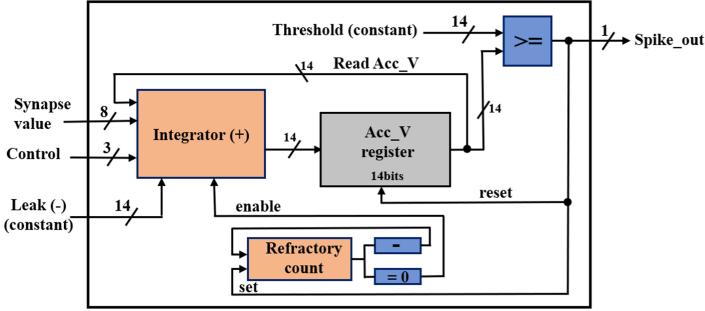 Threshold (constant)
14
>=
1
Spike_out
14
Read Acc_V
Synapse
value
8
Integrator (+)
14
Acc_V
register
14bits
14
Control
3
reset
Leak (-)
(constant)
14
enable
Refractory
count
-
= 0
set